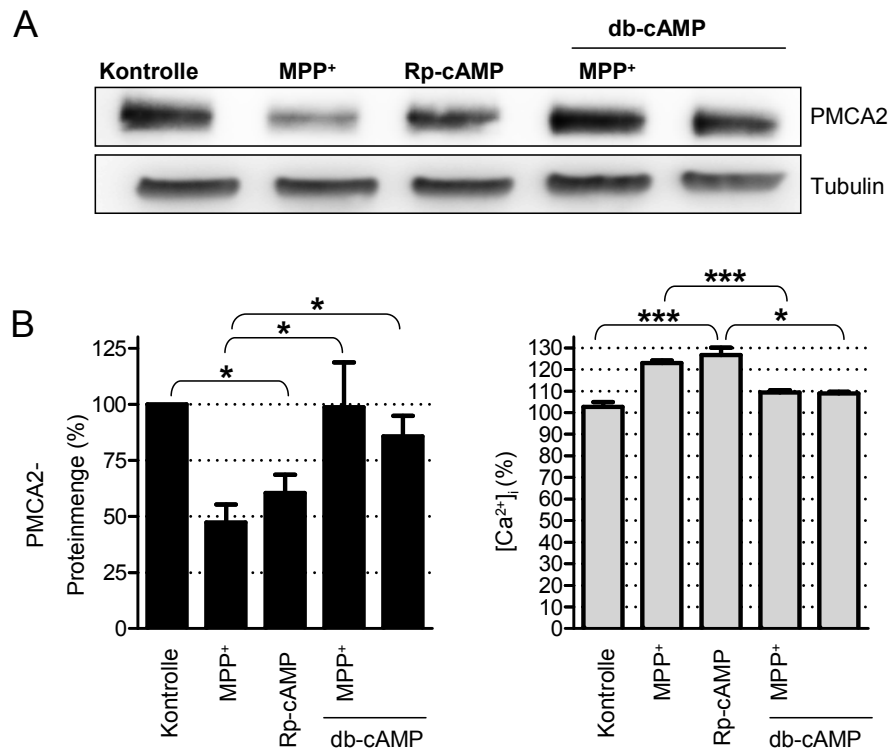 A
db-cAMP
Kontrolle MPP⁺ Rp-cAMP MPP⁺
PMCA2
Tubulin
B
PMCA2-
Proteinmenge (%)
125
100
75
50
25
0
* * *
Kontrolle
MPP⁺
Rp-cAMP
MPP⁺
db-cAMP
[Ca²⁺]ᵢ (%)
130
120
110
100
90
80
70
60
50
40
30
20
10
0
***
*** *
Kontrolle
MPP⁺
Rp-cAMP
MPP⁺
db-cAMP